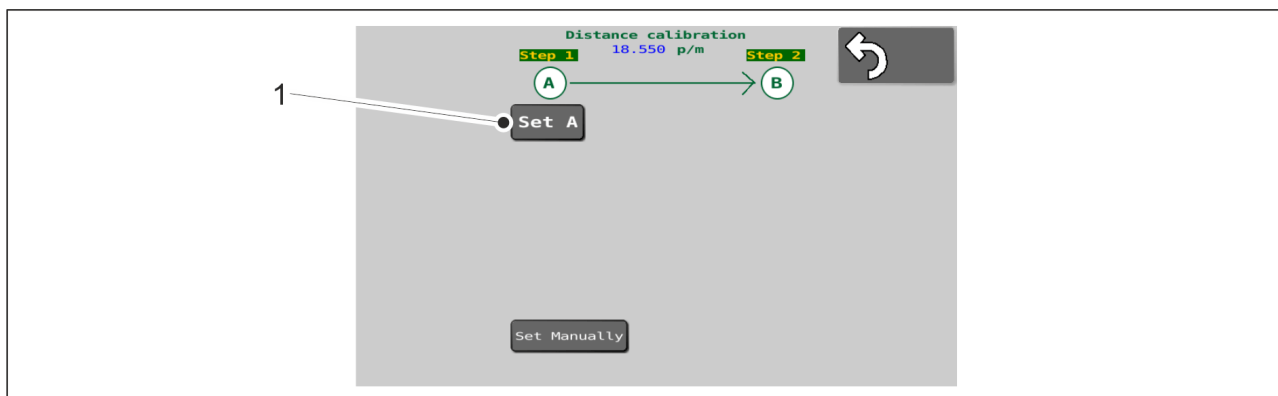 Distance calibration
Step 1 18.550 p/m Step 2
A B
1
Set A
Set Manually